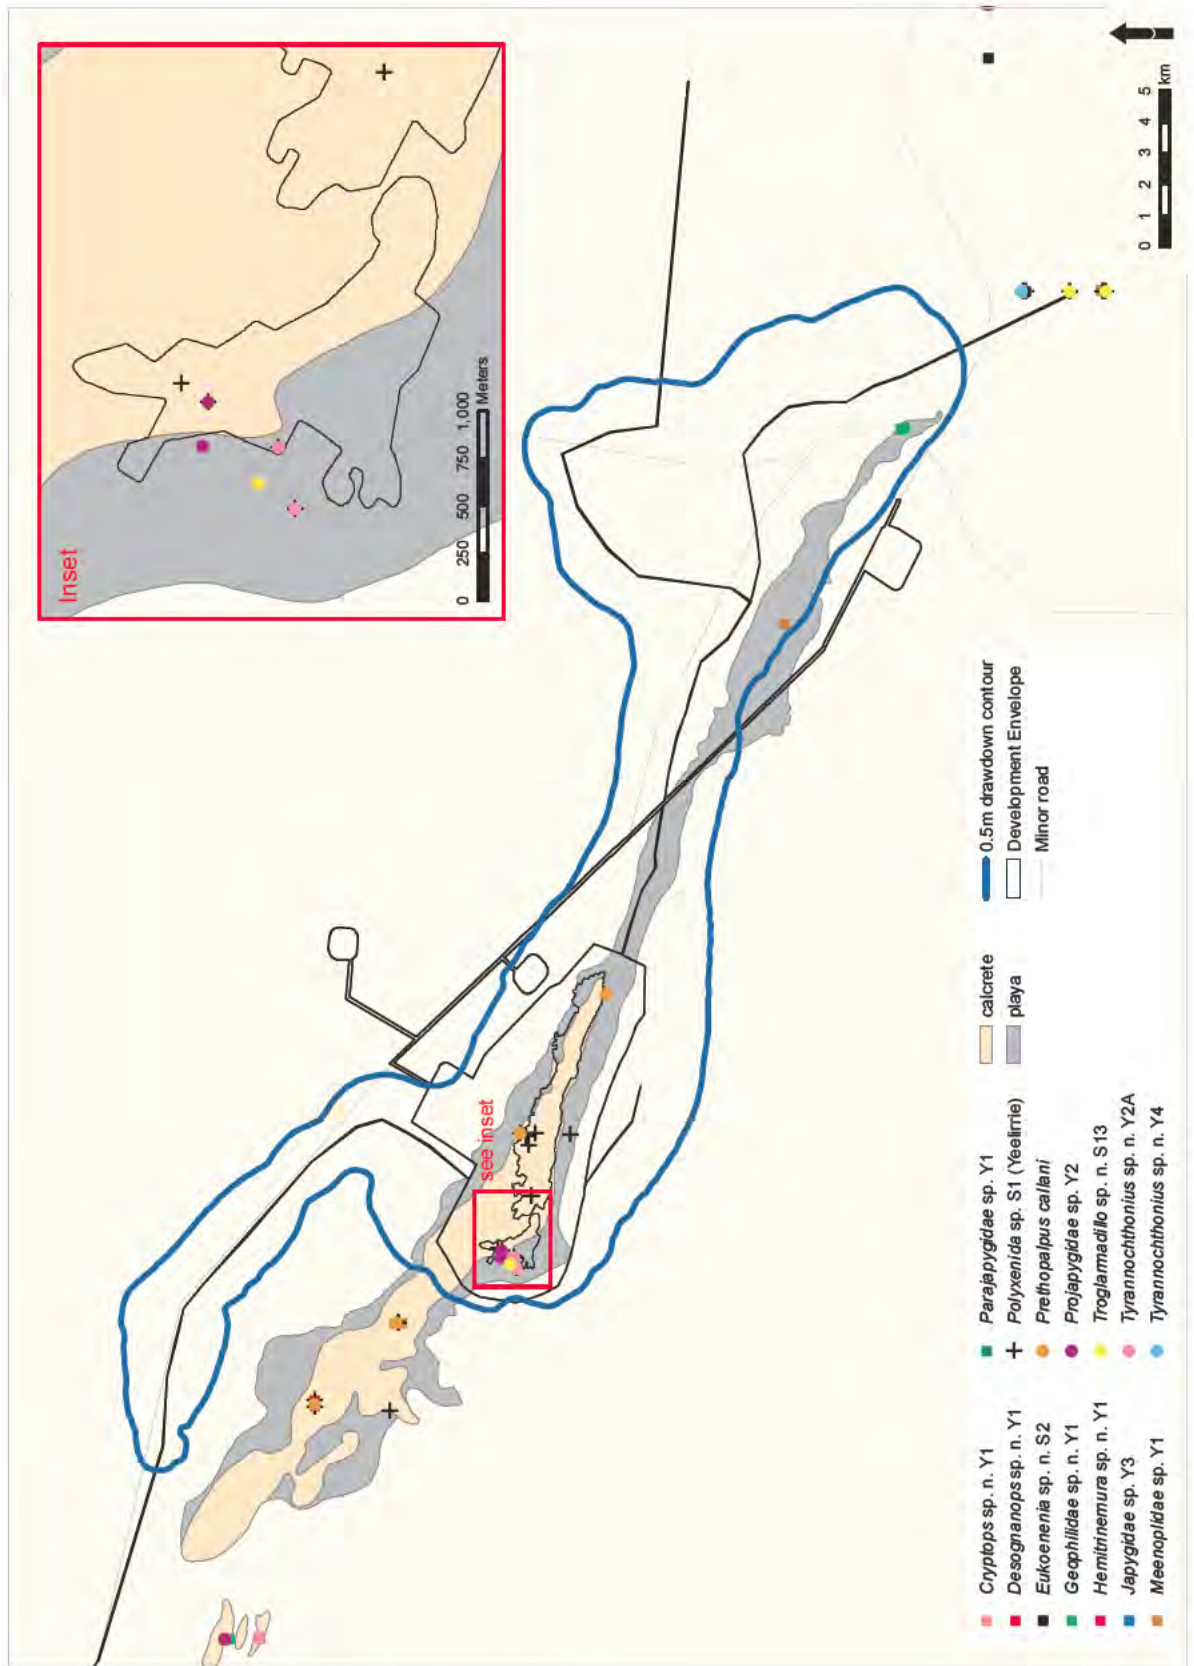 Inset
0 250 500 750 1,000
Meters
see inset
0 1 2 3 4 5
km
Cryptops sp. n. Y1
Desognanops sp. n. Y1
Eukoenenia sp. n. S2
Geophilidae sp. n. Y1
Hemitrinemura sp. n. Y1
Japygidae sp. Y3
Meenoplidae sp. Y1
Parajapygidae sp. Y1
Polyxenida sp. S1 (Yeelirrie)
Prethopalpus callani
Projapygidae sp. Y2
Troglarmadillo sp. n. S13
Tyrannochthonius sp. n. Y2A
Tyrannochthonius sp. n. Y4
calcrete
playa
0.5m drawdown contour
Development Envelope
Minor road